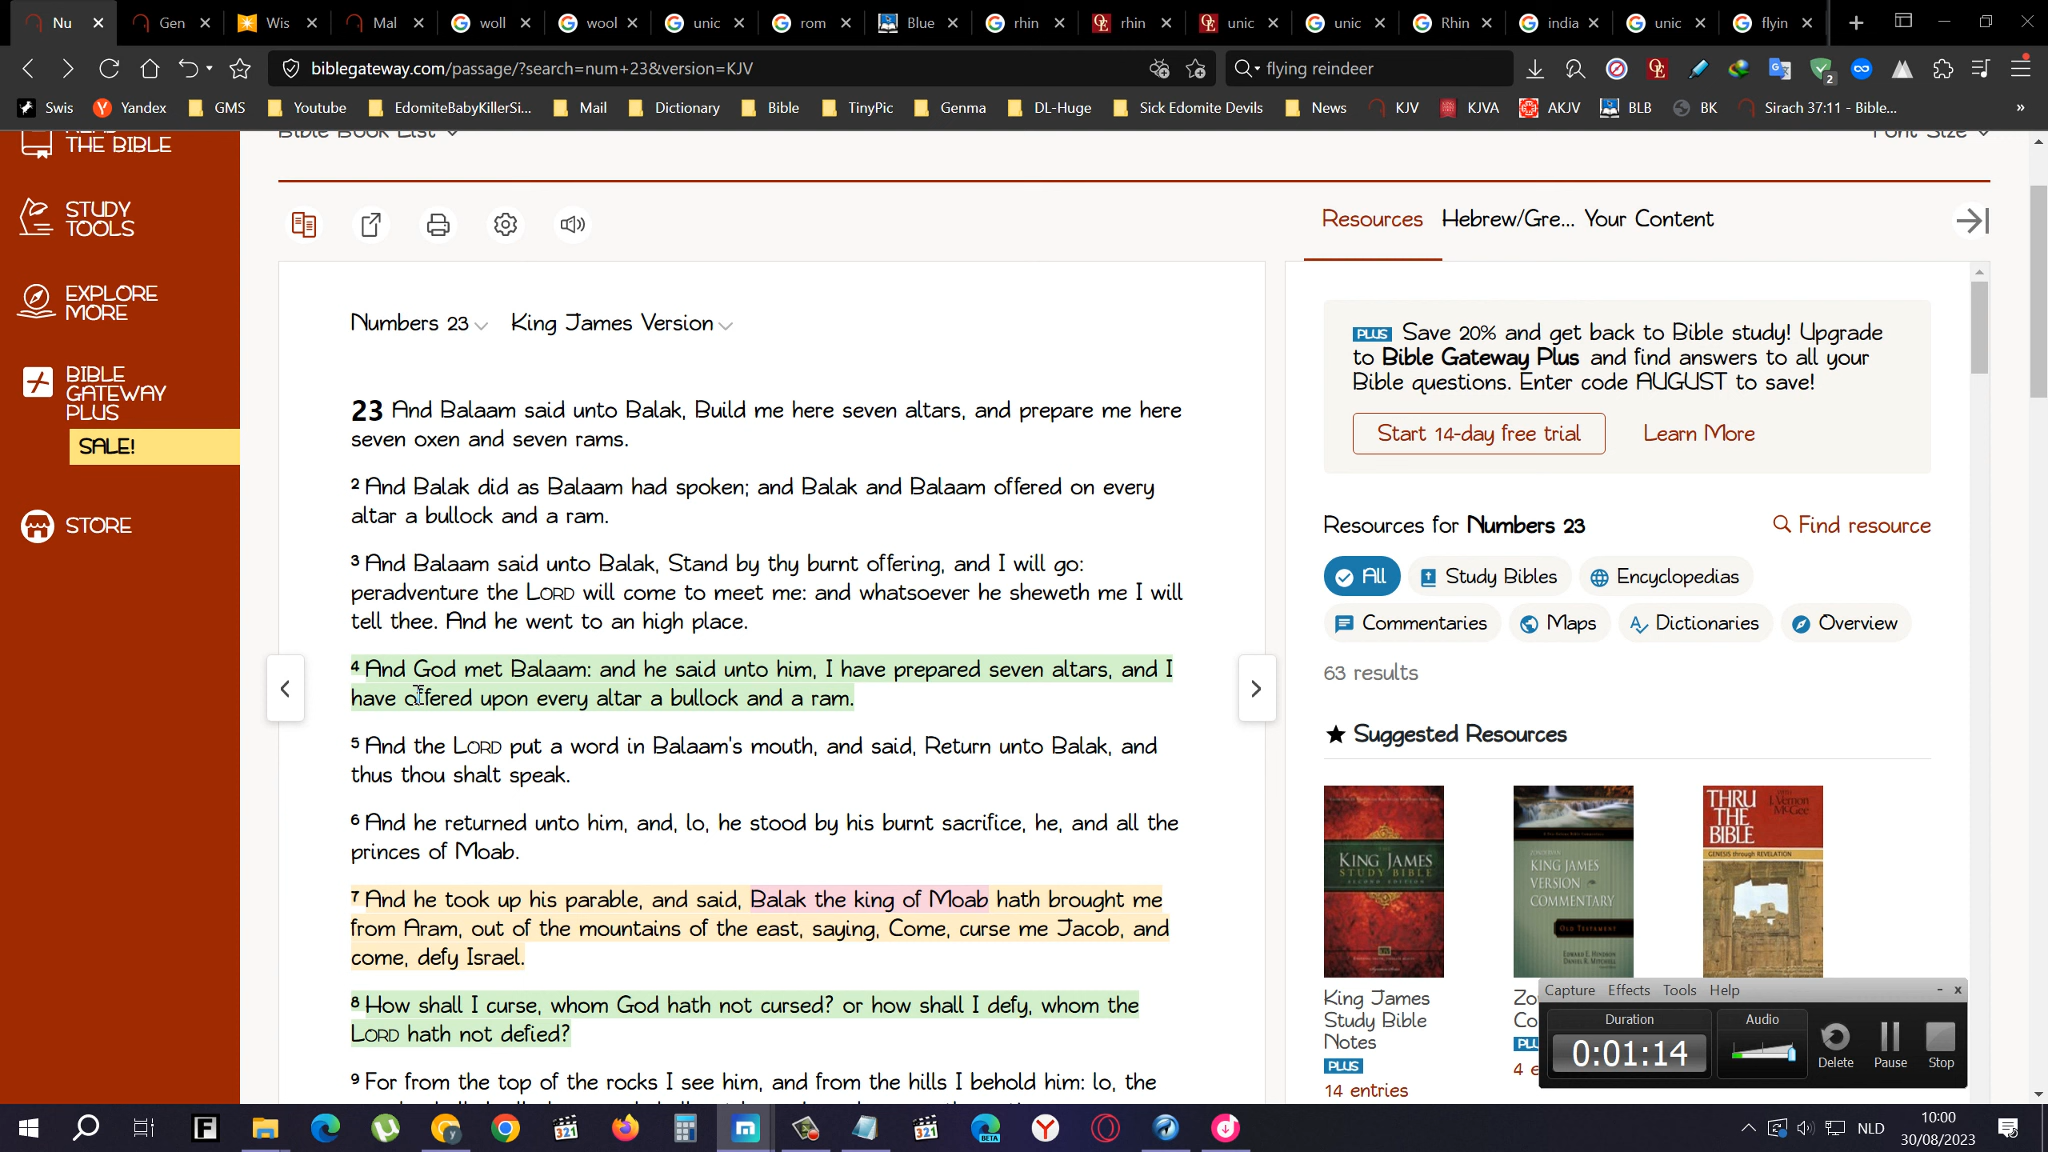 Nu
Gen
Wis
Mal
woll
wool
unic
rom
Blue
rhin
rhin
unic
unic
Rhin
india
unic
flyin
biblegateway.com/passage/?search=num+23&version=KJV
flying reindeer
Swis
Yandex
GMS
Youtube
EdomiteBabyKillerSi...
Mail
Dictionary
Bible
TinyPic
Genma
DL-Huge
Sick Edomite Devils
News
KJV
KJVA
AKJV
BLB
BK
Sirach 37:11 - Bible...
»
Bible Book List
Font Size
READ
THE BIBLE
STUDY
TOOLS
EXPLORE
MORE
BIBLE
GATEWAY
PLUS
SALE!
STORE
Resources
Hebrew/Gre...
Your Content
Numbers 23
King James Version
23 And Balaam said unto Balak, Build me here seven altars, and prepare me here
seven oxen and seven rams.
2 And Balak did as Balaam had spoken; and Balak and Balaam offered on every
altar a bullock and a ram.
3 And Balaam said unto Balak, Stand by thy burnt offering, and I will go:
peradventure the LORD will come to meet me: and whatsoever he sheweth me I will
tell thee. And he went to an high place.
4 And God met Balaam: and he said unto him, I have prepared seven altars, and I
have offered upon every altar a bullock and a ram.
5 And the LORD put a word in Balaam's mouth, and said, Return unto Balak, and
thus thou shalt speak.
6 And he returned unto him, and, lo, he stood by his burnt sacrifice, he, and all the
princes of Moab.
7 And he took up his parable, and said, Balak the king of Moab hath brought me
from Aram, out of the mountains of the east, saying, Come, curse me Jacob, and
come, defy Israel.
8 How shall I curse, whom God hath not cursed? or how shall I defy, whom the
LORD hath not defied?
9 For from the top of the rocks I see him, and from the hills I behold him: lo, the
PLUS Save 20% and get back to Bible study! Upgrade
to Bible Gateway Plus and find answers to all your
Bible questions. Enter code AUGUST to save!
Start 14-day free trial
Learn More
Resources for Numbers 23
Find resource
All
Study Bibles
Encyclopedias
Commentaries
Maps
Dictionaries
Overview
63 results
Suggested Resources
KING JAMES
STUDY BIBLE
KING JAMES
VERSION
COMMENTARY
OLD TESTAMENT
THRU
THE
BIBLE
GENESIS through REVELATION
King James
Study Bible
Notes
PLUS
14 entries
Zo
Co
PLU
4 e
Capture
Effects
Tools
Help
Duration
0:01:14
Audio
Delete
Pause
Stop
321
321
BETA
NLD
10:00
30/08/2023
2